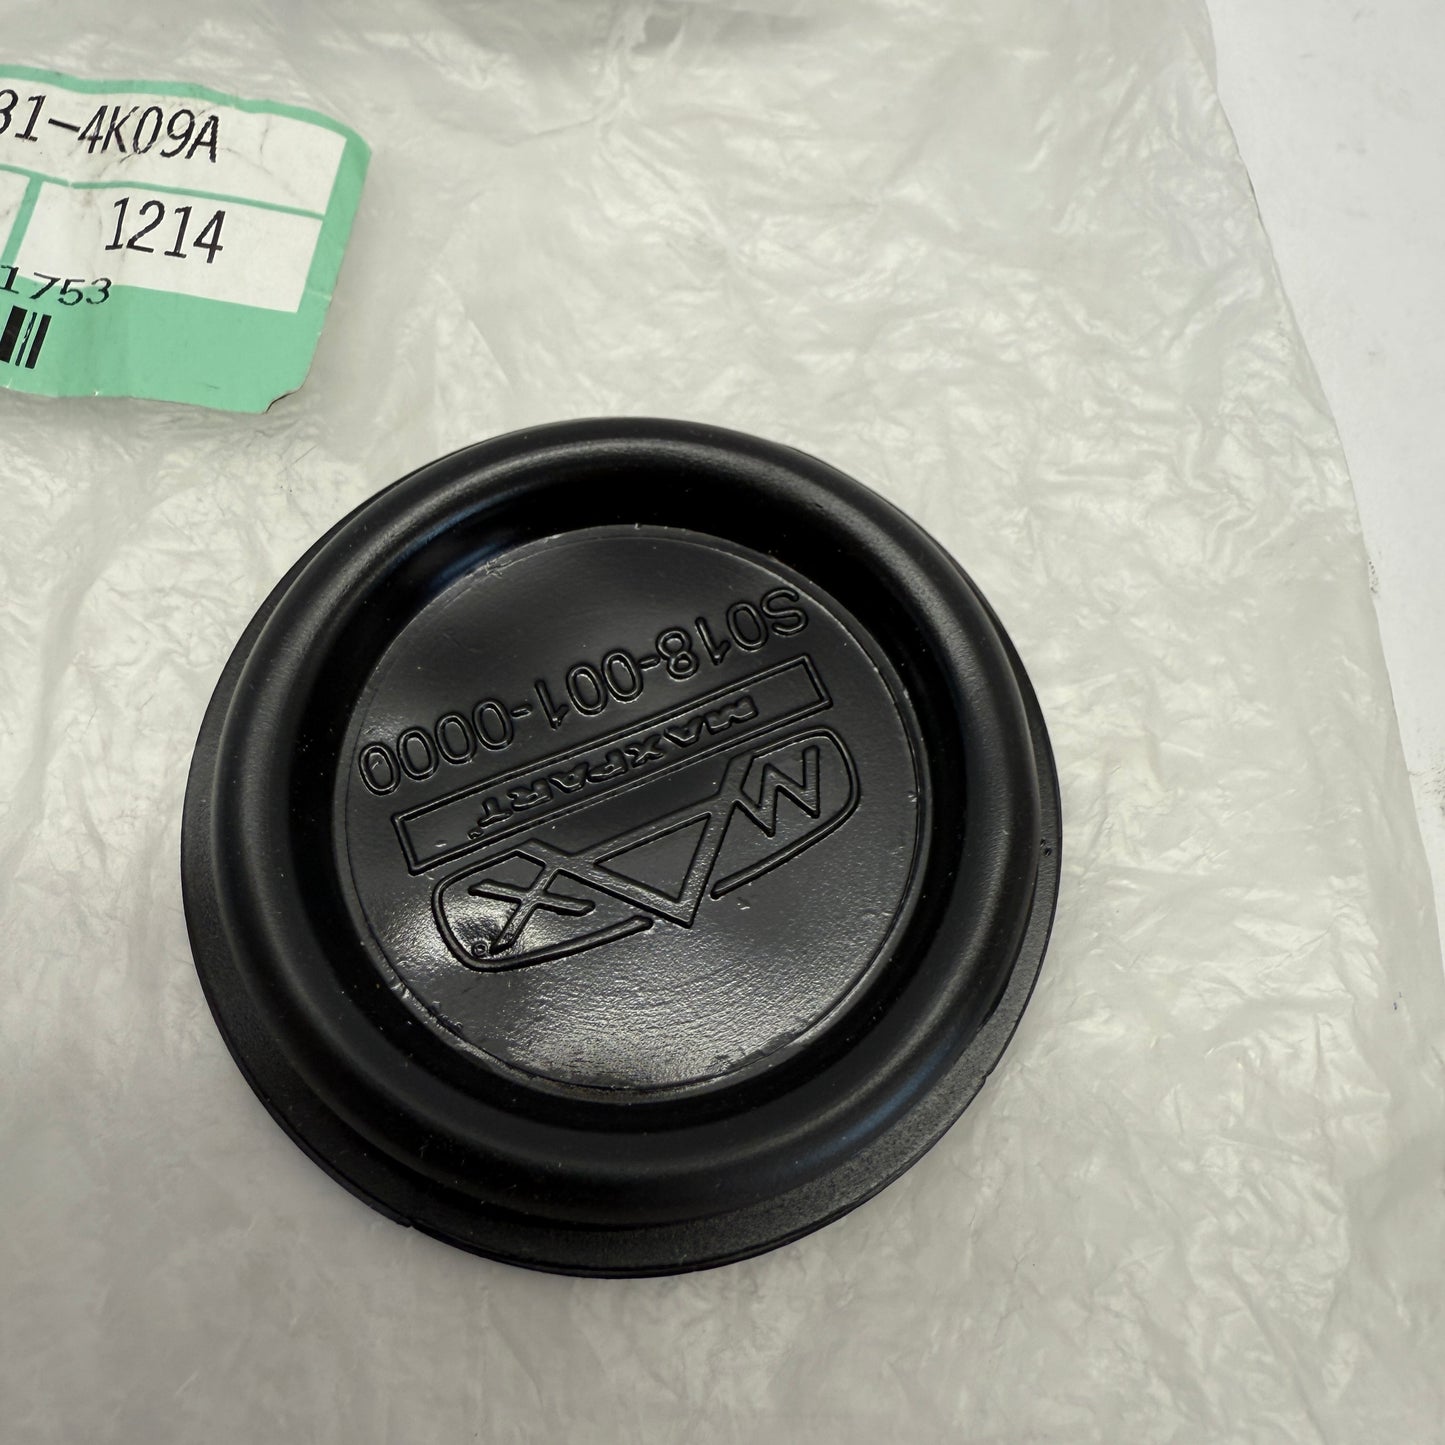 31-4K09A
1214
1753
MAX®
MAXPART®
S018-001-0000